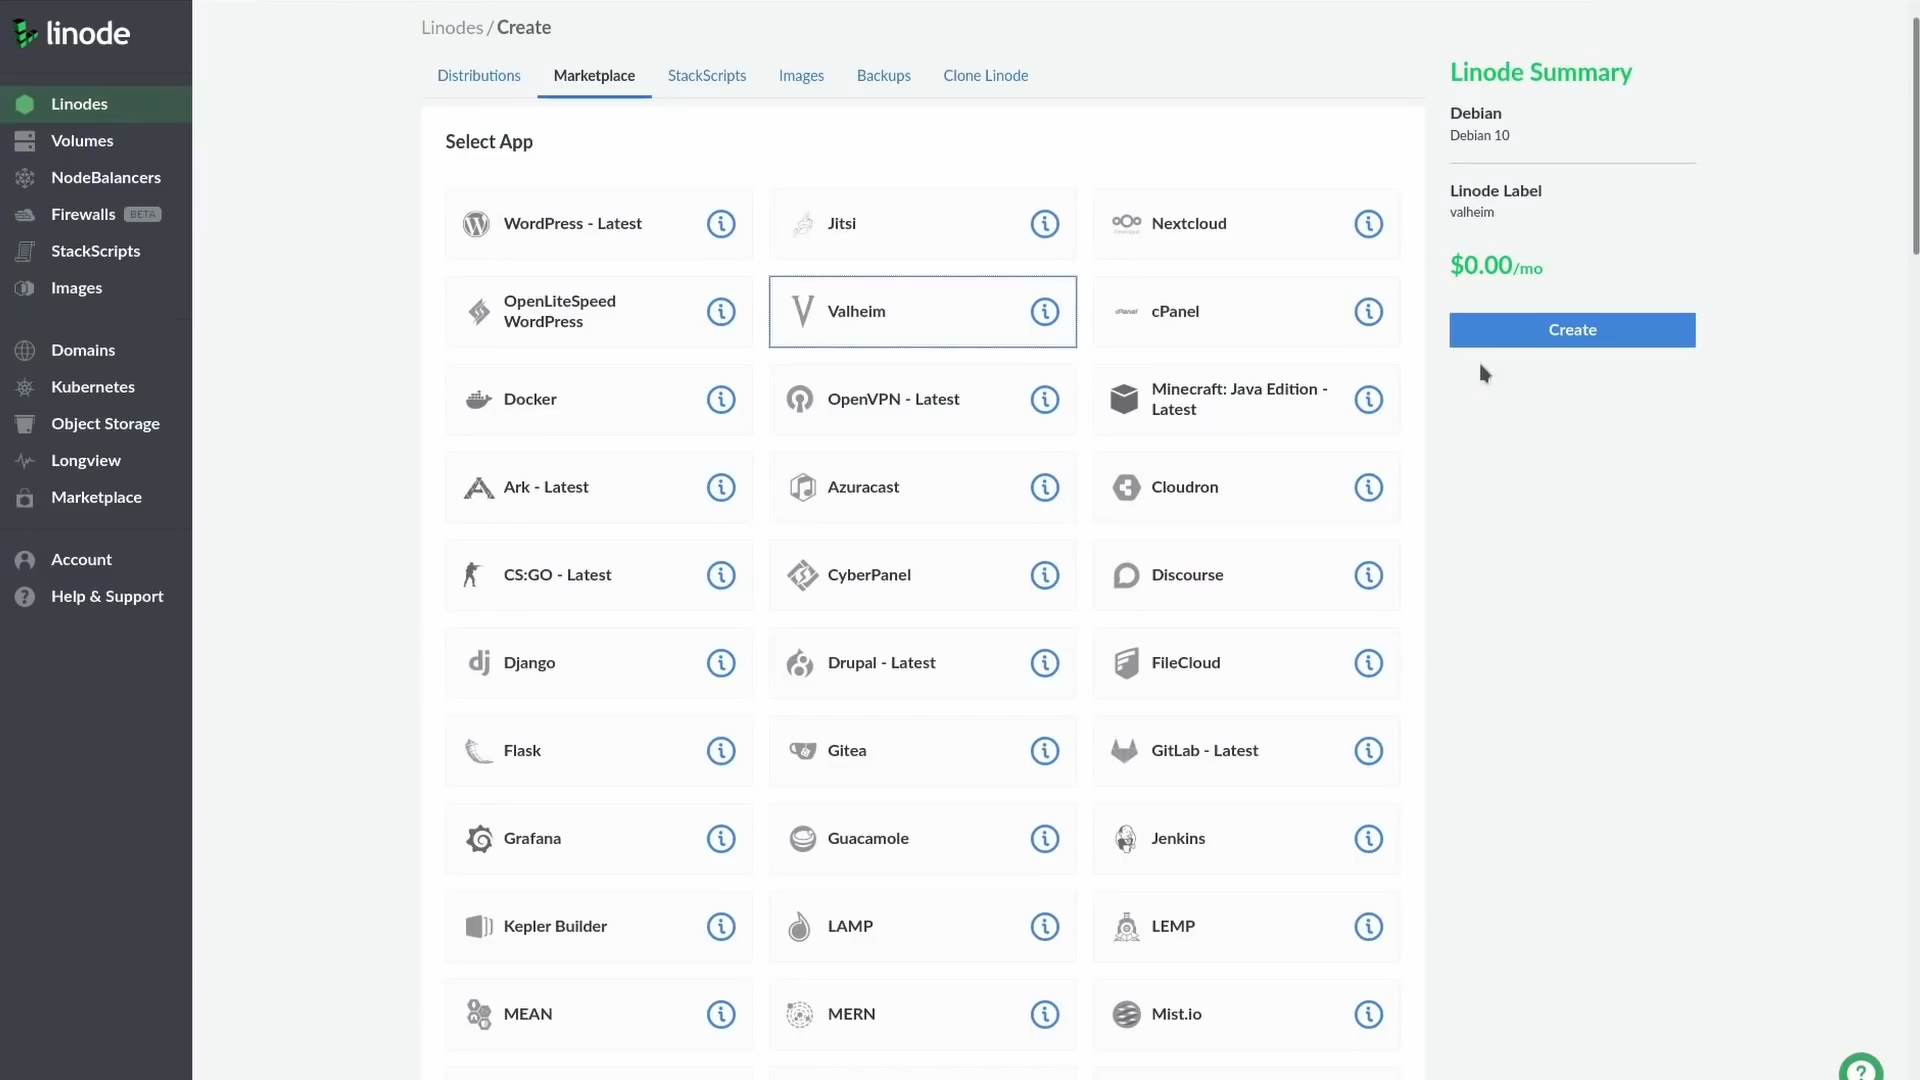 linode
Linodes
Volumes
NodeBalancers
Firewalls BETA
StackScripts
Images
Domains
Kubernetes
Object Storage
Longview
Marketplace
Account
Help & Support
Linodes / Create
Distributions Marketplace StackScripts Images Backups Clone Linode
Select App
WordPress - Latest
Jitsi
Nextcloud
OpenLiteSpeed
WordPress
Valheim
cPanel
cPanel
Docker
OpenVPN - Latest
Minecraft: Java Edition -
Latest
Ark - Latest
Azuracast
Cloudron
CS:GO - Latest
CyberPanel
Discourse
dj
Django
Drupal - Latest
FileCloud
Flask
Gitea
GitLab - Latest
Grafana
Guacamole
Jenkins
Kepler Builder
LAMP
LEMP
MEAN
MERN
Mist.io
Linode Summary
Debian
Debian 10
Linode Label
valheim
$0.00/mo
Create
?